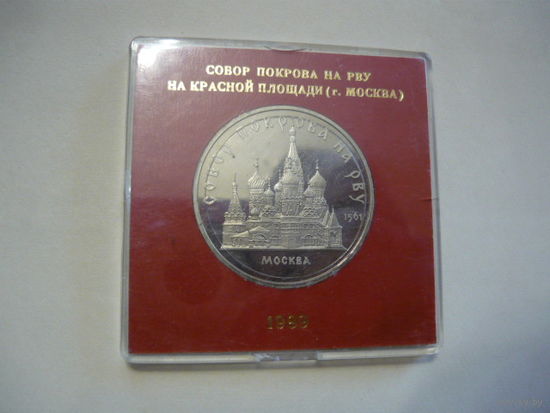 СОБОР ПОКРОВА НА РВУ
НА КРАСНОЙ ПЛОЩАДИ (г. МОСКВА)
СОБОР ПОКРОВА НА РВУ
1561
МОСКВА
1989